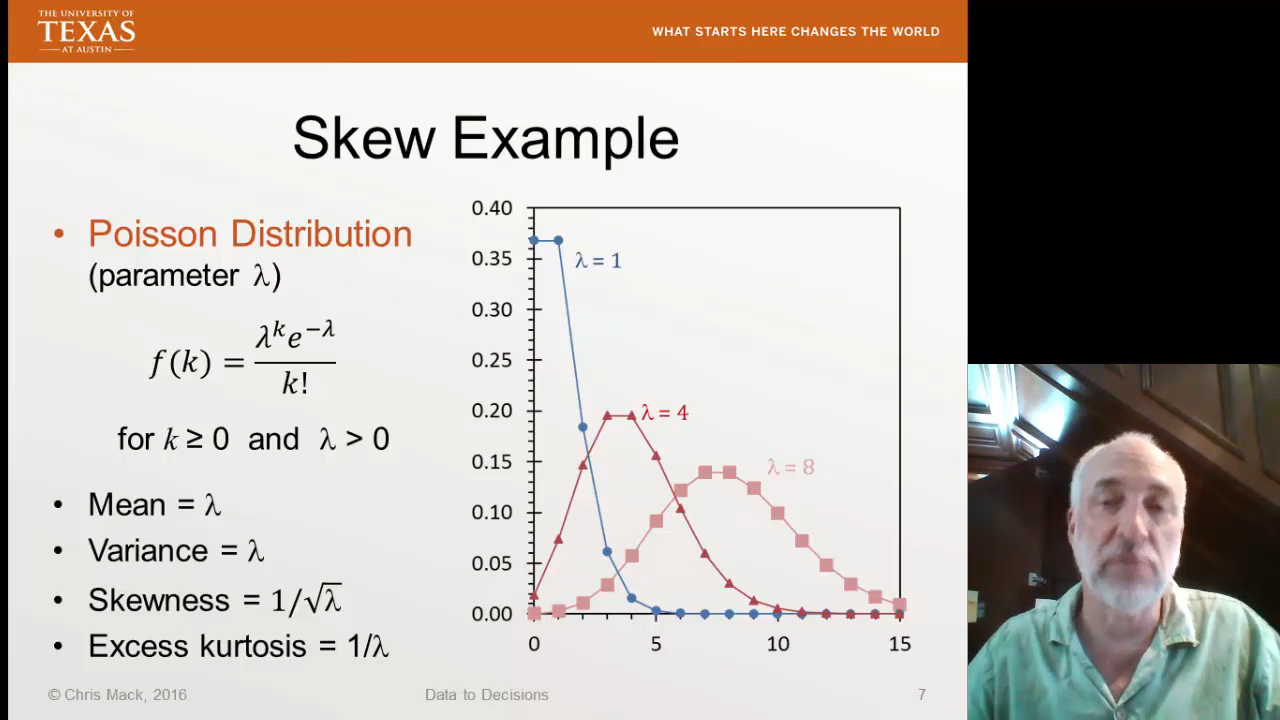 THE UNIVERSITY OF
TEXAS
AT AUSTIN
WHAT STARTS HERE CHANGES THE WORLD
Skew Example
• Poisson Distribution
(parameter λ)
f(k) = λ^k e^−λ / k!
for k ≥ 0 and λ > 0
• Mean = λ
• Variance = λ
• Skewness = 1/√λ
• Excess kurtosis = 1/λ
0.40
0.35
0.30
0.25
0.20
0.15
0.10
0.05
0.00
λ = 1
λ = 4
λ = 8
0 5 10 15
© Chris Mack, 2016
Data to Decisions
7